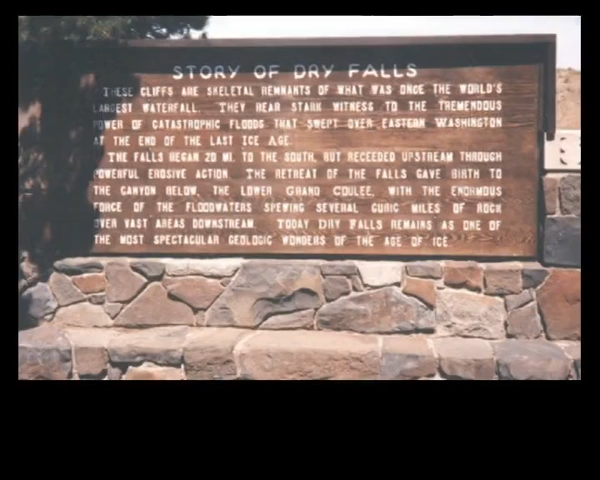 STORY OF DRY FALLS
THESE CLIFFS ARE SKELETAL REMNANTS OF WHAT WAS ONCE THE WORLD'S
LARGEST WATERFALL. THEY BEAR STARK WITNESS TO THE TREMENDOUS
POWER OF CATASTROPHIC FLOODS THAT SWEPT OVER EASTERN WASHINGTON
AT THE END OF THE LAST ICE AGE.
THE FALLS BEGAN 20 MI. TO THE SOUTH, BUT RECEEDED UPSTREAM THROUGH
POWERFUL EROSIVE ACTION. THE RETREAT OF THE FALLS GAVE BIRTH TO
THE CANYON BELOW, THE LOWER GRAND COULEE, WITH THE ENORMOUS
FORCE OF THE FLOODWATERS SPEWING SEVERAL CUBIC MILES OF ROCK
OVER VAST AREAS DOWNSTREAM. TODAY DRY FALLS REMAINS AS ONE OF
THE MOST SPECTACULAR GEOLOGIC WONDERS OF THE AGE OF ICE